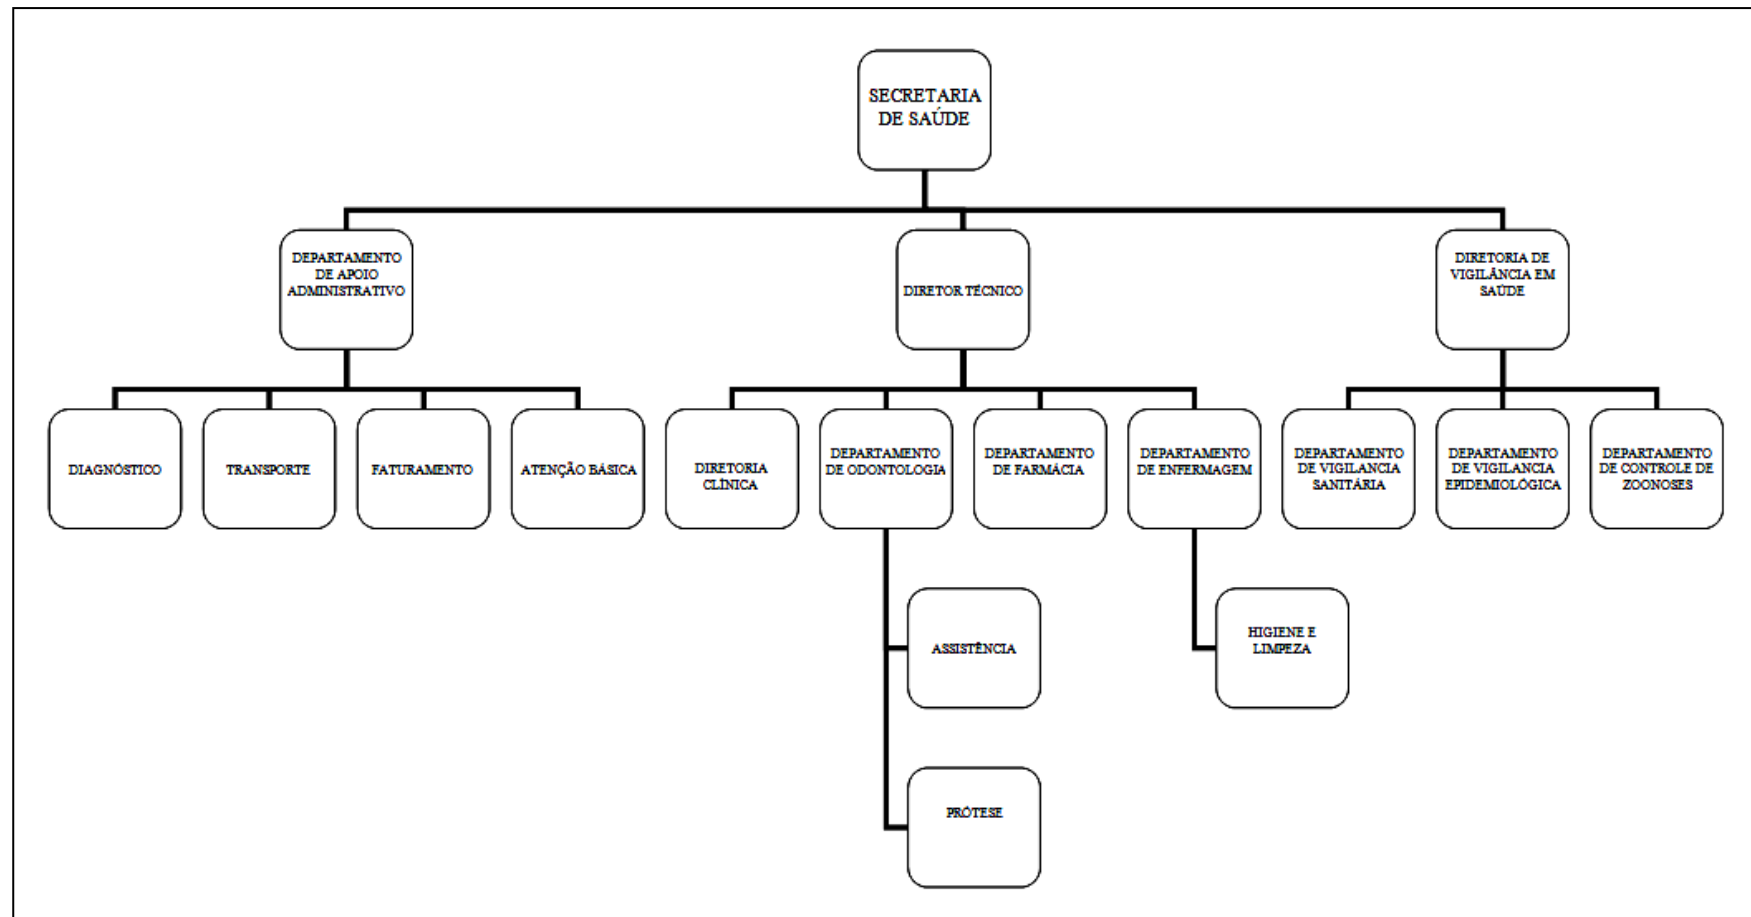 SECRETARIA
DE SAÚDE
DEPARTAMENTO
DE APOIO
ADMINISTRATIVO
DIRETOR TÉCNICO
DIRETORIA DE
VIGILÂNCIA EM
SAÚDE
DIAGNÓSTICO
TRANSPORTE
FATURAMENTO
ATENÇÃO BÁSICA
DIRETORIA
CLÍNICA
DEPARTAMENTO
DE ODONTOLOGIA
DEPARTAMENTO
DE FARMÁCIA
DEPARTAMENTO
DE ENFERMAGEM
DEPARTAMENTO
DE VIGILANCIA
SANITÁRIA
DEPARTAMENTO
DE VIGILANCIA
EPIDEMIOLÓGICA
DEPARTAMENTO
DE CONTROLE DE
ZOONOSES
ASSISTÊNCIA
HIGIENE E
LIMPEZA
PRÓTESE